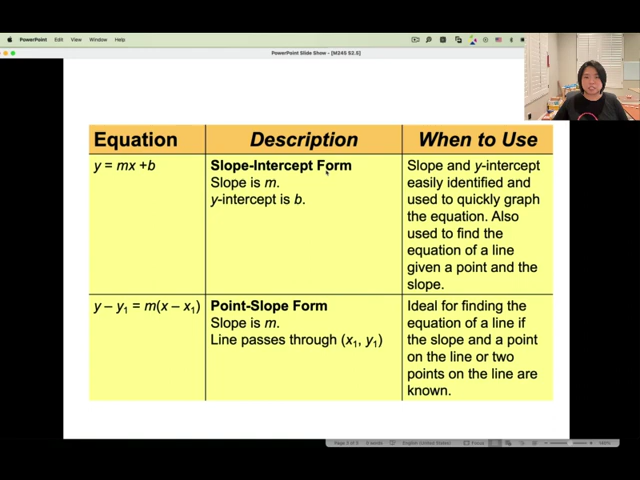 PowerPoint Edit View Window Help
PowerPoint Slide Show - [M245 S2.5]
Equation Description When to Use
y = mx +b
Slope-Intercept Form
Slope is m.
y-intercept is b.
Slope and y-intercept
easily identified and
used to quickly graph
the equation. Also
used to find the
equation of a line
given a point and the
slope.
y – y₁ = m(x – x₁)
Point-Slope Form
Slope is m.
Line passes through (x₁, y₁)
Ideal for finding the
equation of a line if
the slope and a point
on the line or two
points on the line are
known.
English (United States) Focus